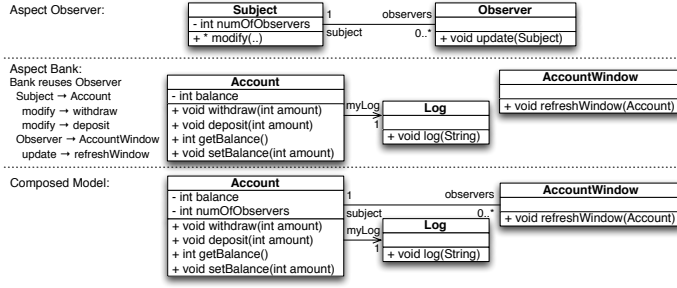 Aspect Observer:
Subject
- int numOfObservers
+ * modify(..)
1
subject
observers
0..*
Observer
+ void update(Subject)
Aspect Bank:
Bank reuses Observer
Subject → Account
modify → withdraw
modify → deposit
Observer → AccountWindow
update → refreshWindow
Account
- int balance
+ void withdraw(int amount)
+ void deposit(int amount)
+ int getBalance()
+ void setBalance(int amount)
myLog
1
Log
+ void log(String)
AccountWindow
+ void refreshWindow(Account)
Composed Model:
Account
- int balance
- int numOfObservers
+ void withdraw(int amount)
+ void deposit(int amount)
+ int getBalance()
+ void setBalance(int amount)
1
subject
observers
0..*
myLog
1
Log
+ void log(String)
AccountWindow
+ void refreshWindow(Account)